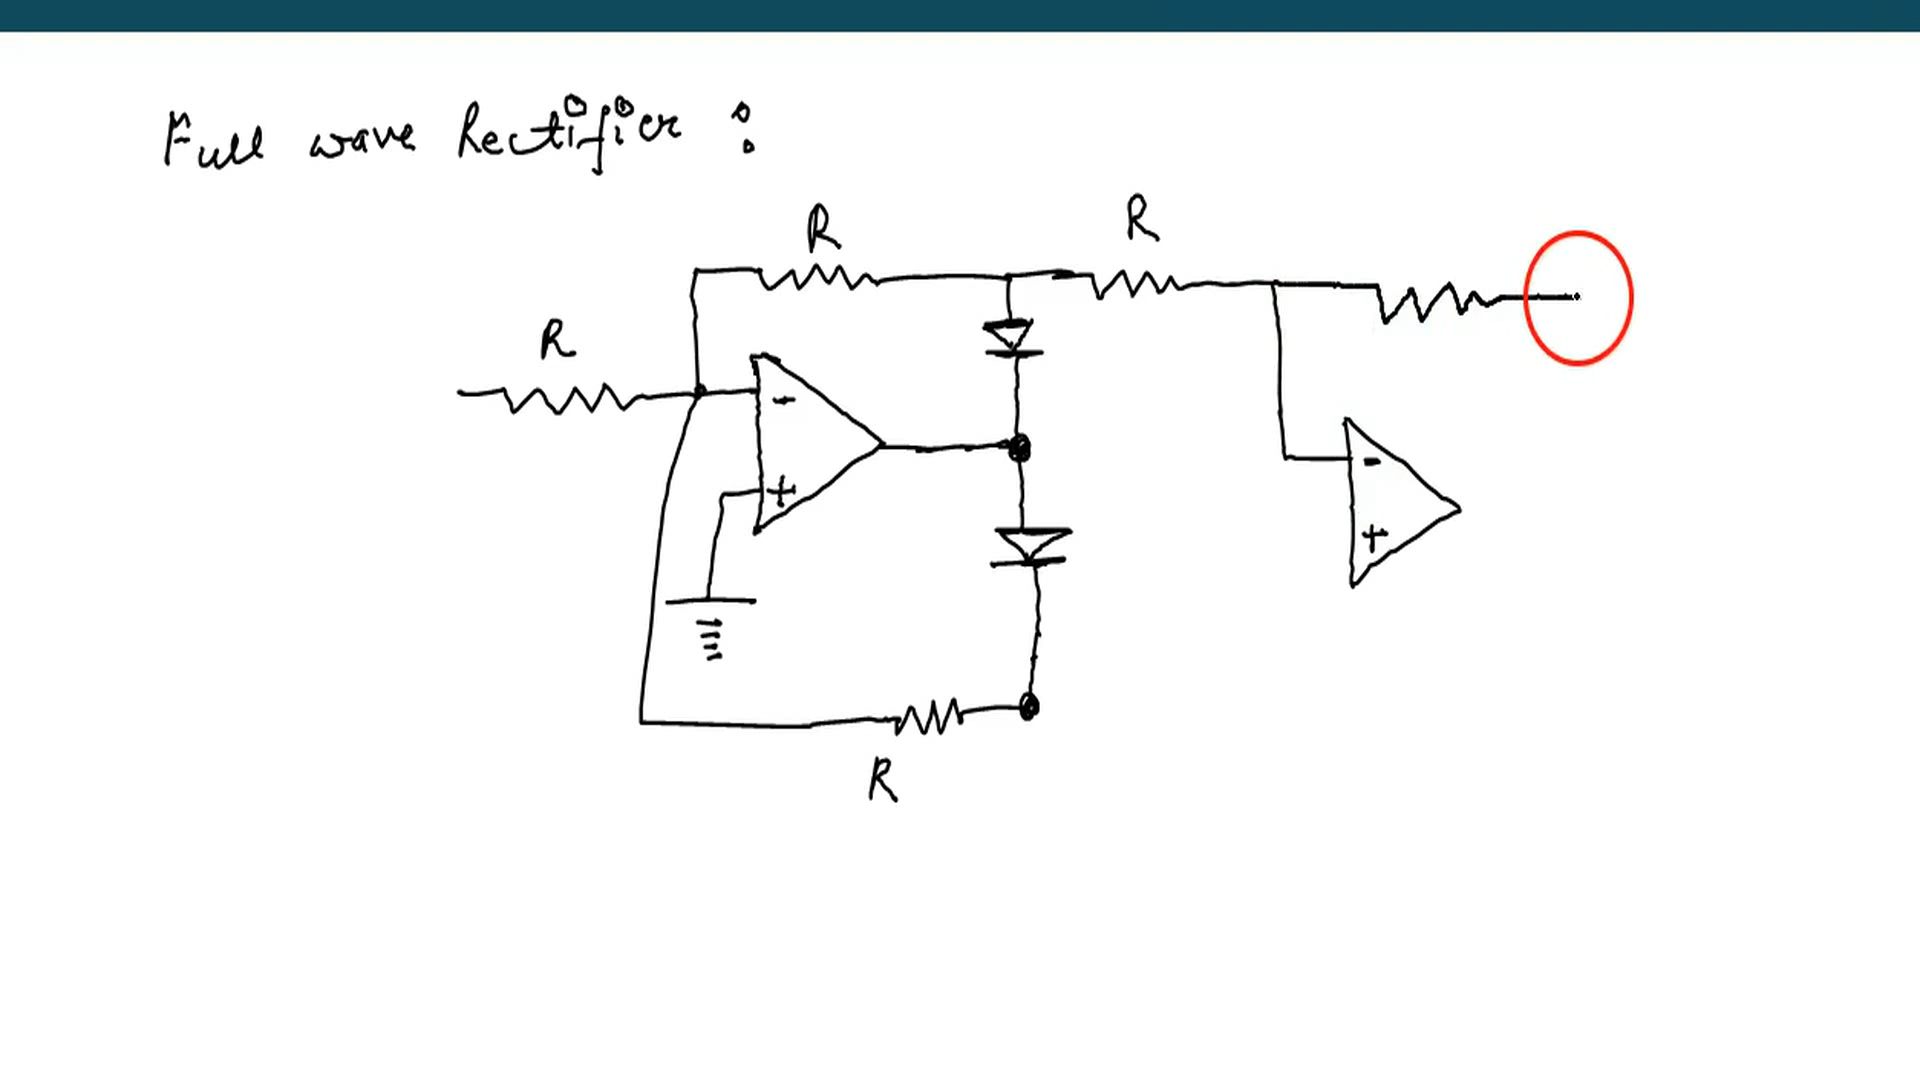 Full wave Rectifier :
R
R
R
-
+
-
+
R